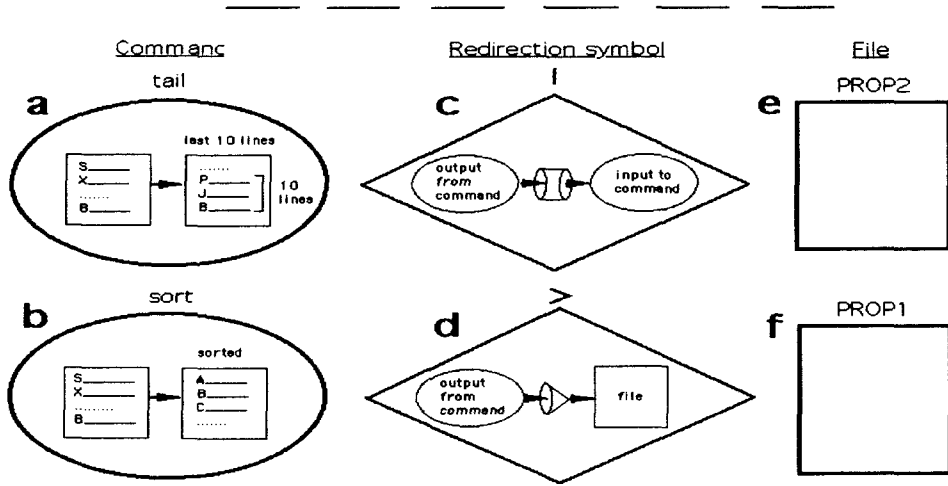 Commanc
Redirection symbol
File
tail
|
PROP2
a
c
e
last 10 lines
S
X
......
B
......
P
J
B
10
lines
output
from
command
input to
command
sort
>
PROP1
b
d
f
sorted
S
X
........
B
A
B
C
......
output
from
command
file